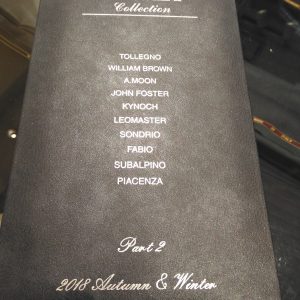 Collection
TOLLEGNO
WILLIAM BROWN
A.MOON
JOHN FOSTER
KYNOCH
LEOMASTER
SONDRIO
FABIO
SUBALPINO
PIACENZA
Part 2
2018 Autumn & Winter